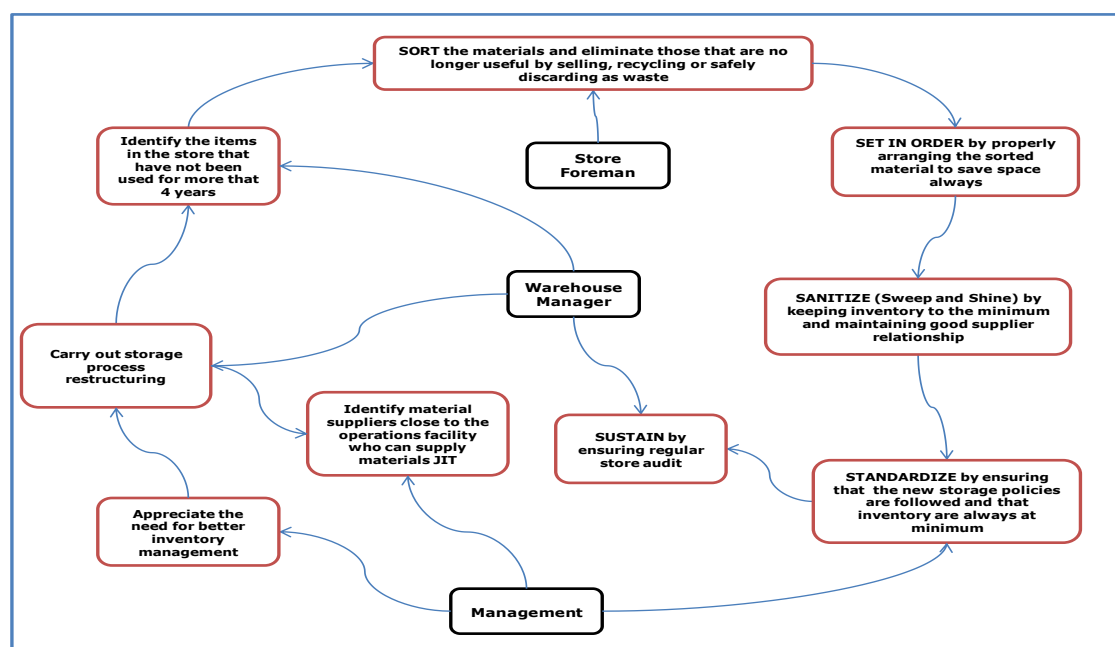 SORT the materials and eliminate those that are no
longer useful by selling, recycling or safely
discarding as waste
Identify the items
in the store that
have not been
used for more that
4 years
Store
Foreman
SET IN ORDER by properly
arranging the sorted
material to save space
always
Warehouse
Manager
SANITIZE (Sweep and Shine) by
keeping inventory to the minimum
and maintaining good supplier
relationship
Carry out storage
process
restructuring
Identify material
suppliers close to the
operations facility
who can supply
materials JIT
SUSTAIN by
ensuring regular
store audit
STANDARDIZE by ensuring
that the new storage policies
are followed and that
inventory are always at
minimum
Appreciate the
need for better
inventory
management
Management